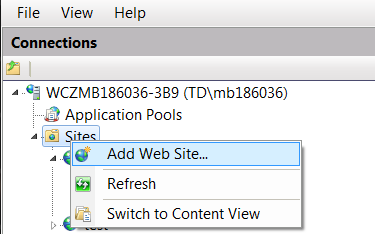 File View Help
Connections
WCZMB186036-3B9 (TD\mb186036)
Application Pools
Sites
Add Web Site...
Refresh
Switch to Content View
test